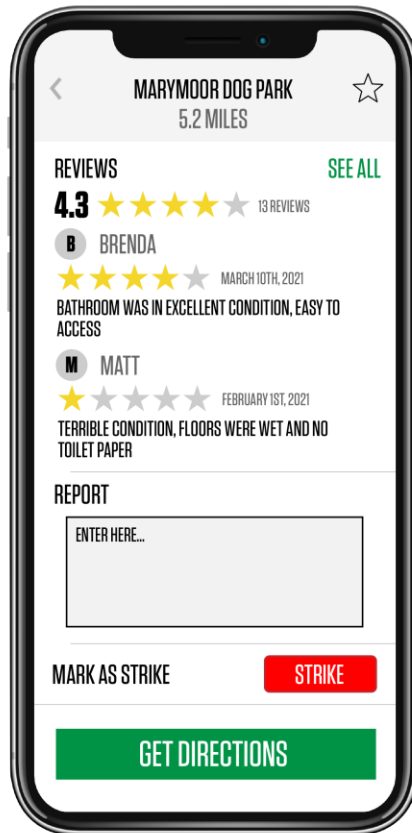 MARYMOOR DOG PARK
5.2 MILES
REVIEWS SEE ALL
4.3 13 REVIEWS
B BRENDA
MARCH 10TH, 2021
BATHROOM WAS IN EXCELLENT CONDITION, EASY TO
ACCESS
M MATT
FEBRUARY 1ST, 2021
TERRIBLE CONDITION, FLOORS WERE WET AND NO
TOILET PAPER
REPORT
ENTER HERE...
MARK AS STRIKE STRIKE
GET DIRECTIONS